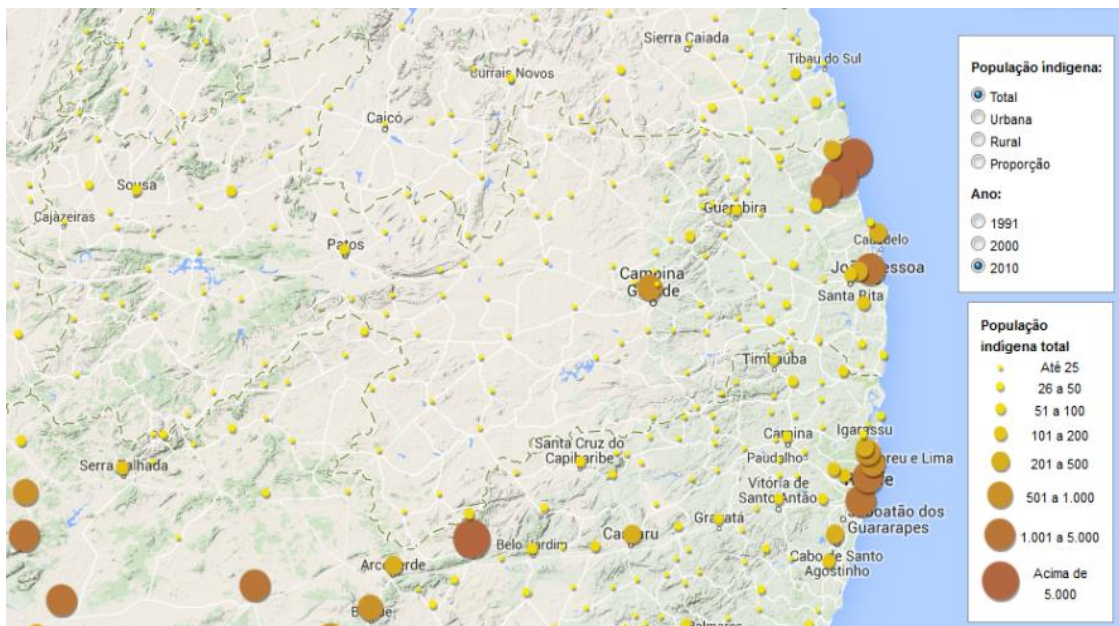 Sierra Caiada
Tibau do Sul
Currais Novos
Caicó
Sousa
Cajazeiras
Guarabira
Patos
Cabedelo
Campina
Grande
João Pessoa
Santa Rita
Timbaúba
Igarassu
Carpina
Abreu e Lima
Santa Cruz do
Capibaribe
Paudalho
Serra Talhada
Vitória de
Santo Antão
Jaboatão dos
Guararapes
Gravatá
Belo Jardim
Caruaru
Cabo de Santo
Agostinho
Arcoverde
Palmares
População indígena:
Total
Urbana
Rural
Proporção
Ano:
1991
2000
2010
População
indígena total
Até 25
26 a 50
51 a 100
101 a 200
201 a 500
501 a 1.000
1.001 a 5.000
Acima de
5.000